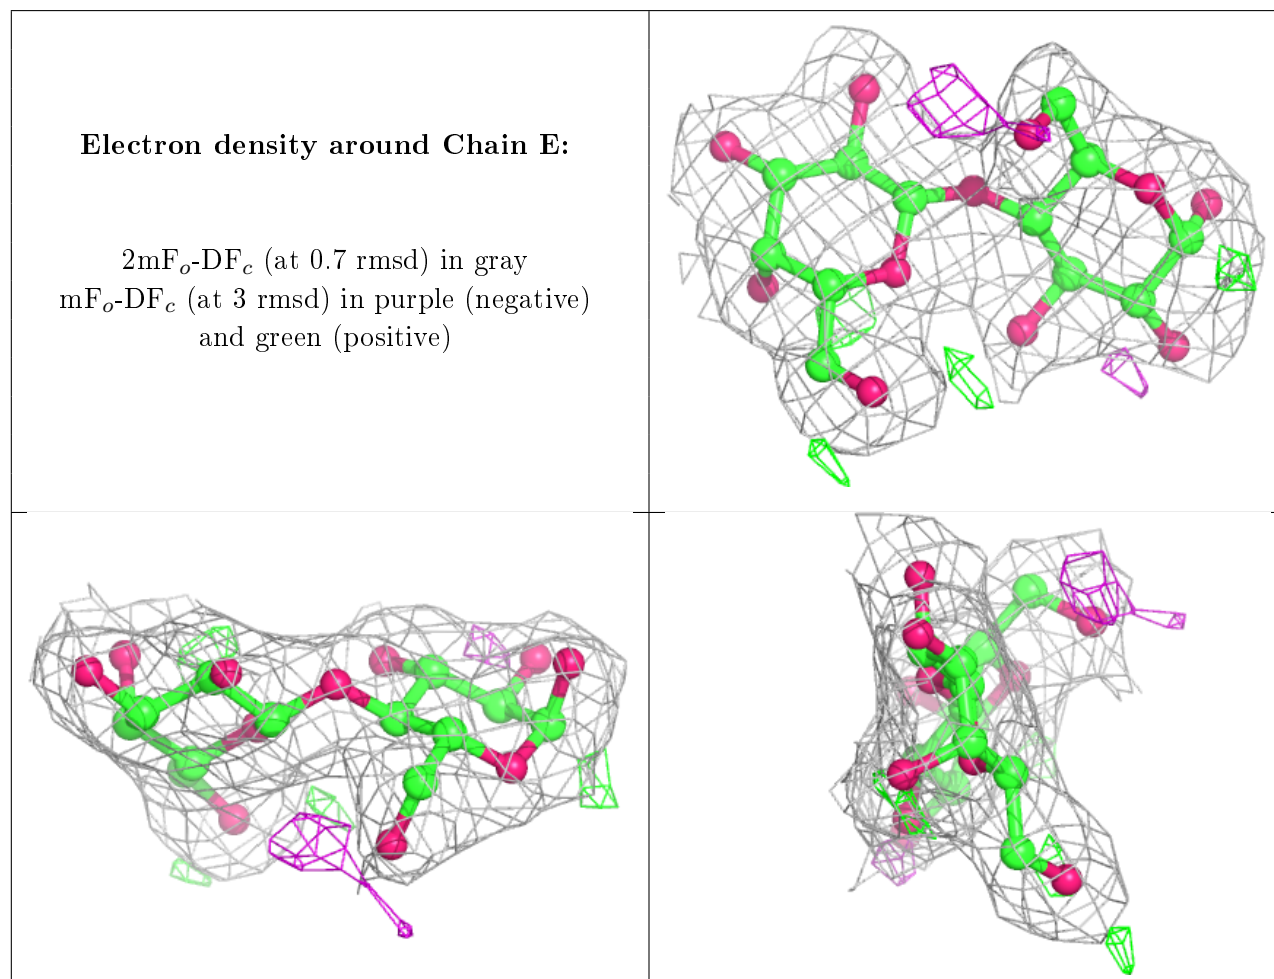 Electron density around Chain E:
2mFo-DFc (at 0.7 rmsd) in gray
mFo-DFc (at 3 rmsd) in purple (negative)
and green (positive)